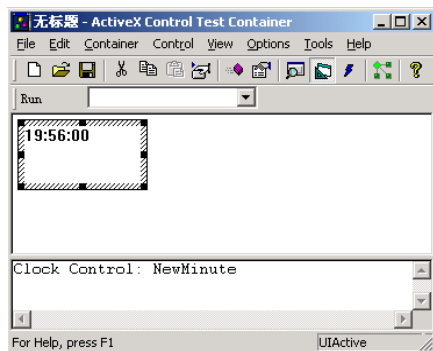 无标题 - ActiveX Control Test Container
File Edit Container Control View Options Tools Help
Run
19:56:00
Clock Control: NewMinute
For Help, press F1 UIActive